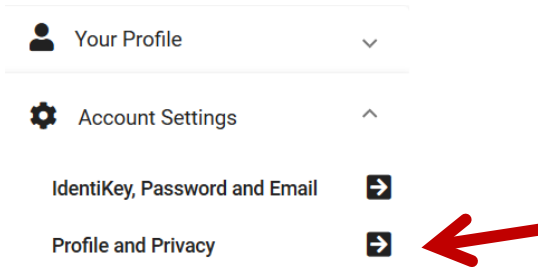 Your Profile
Account Settings
IdentiKey, Password and Email
Profile and Privacy